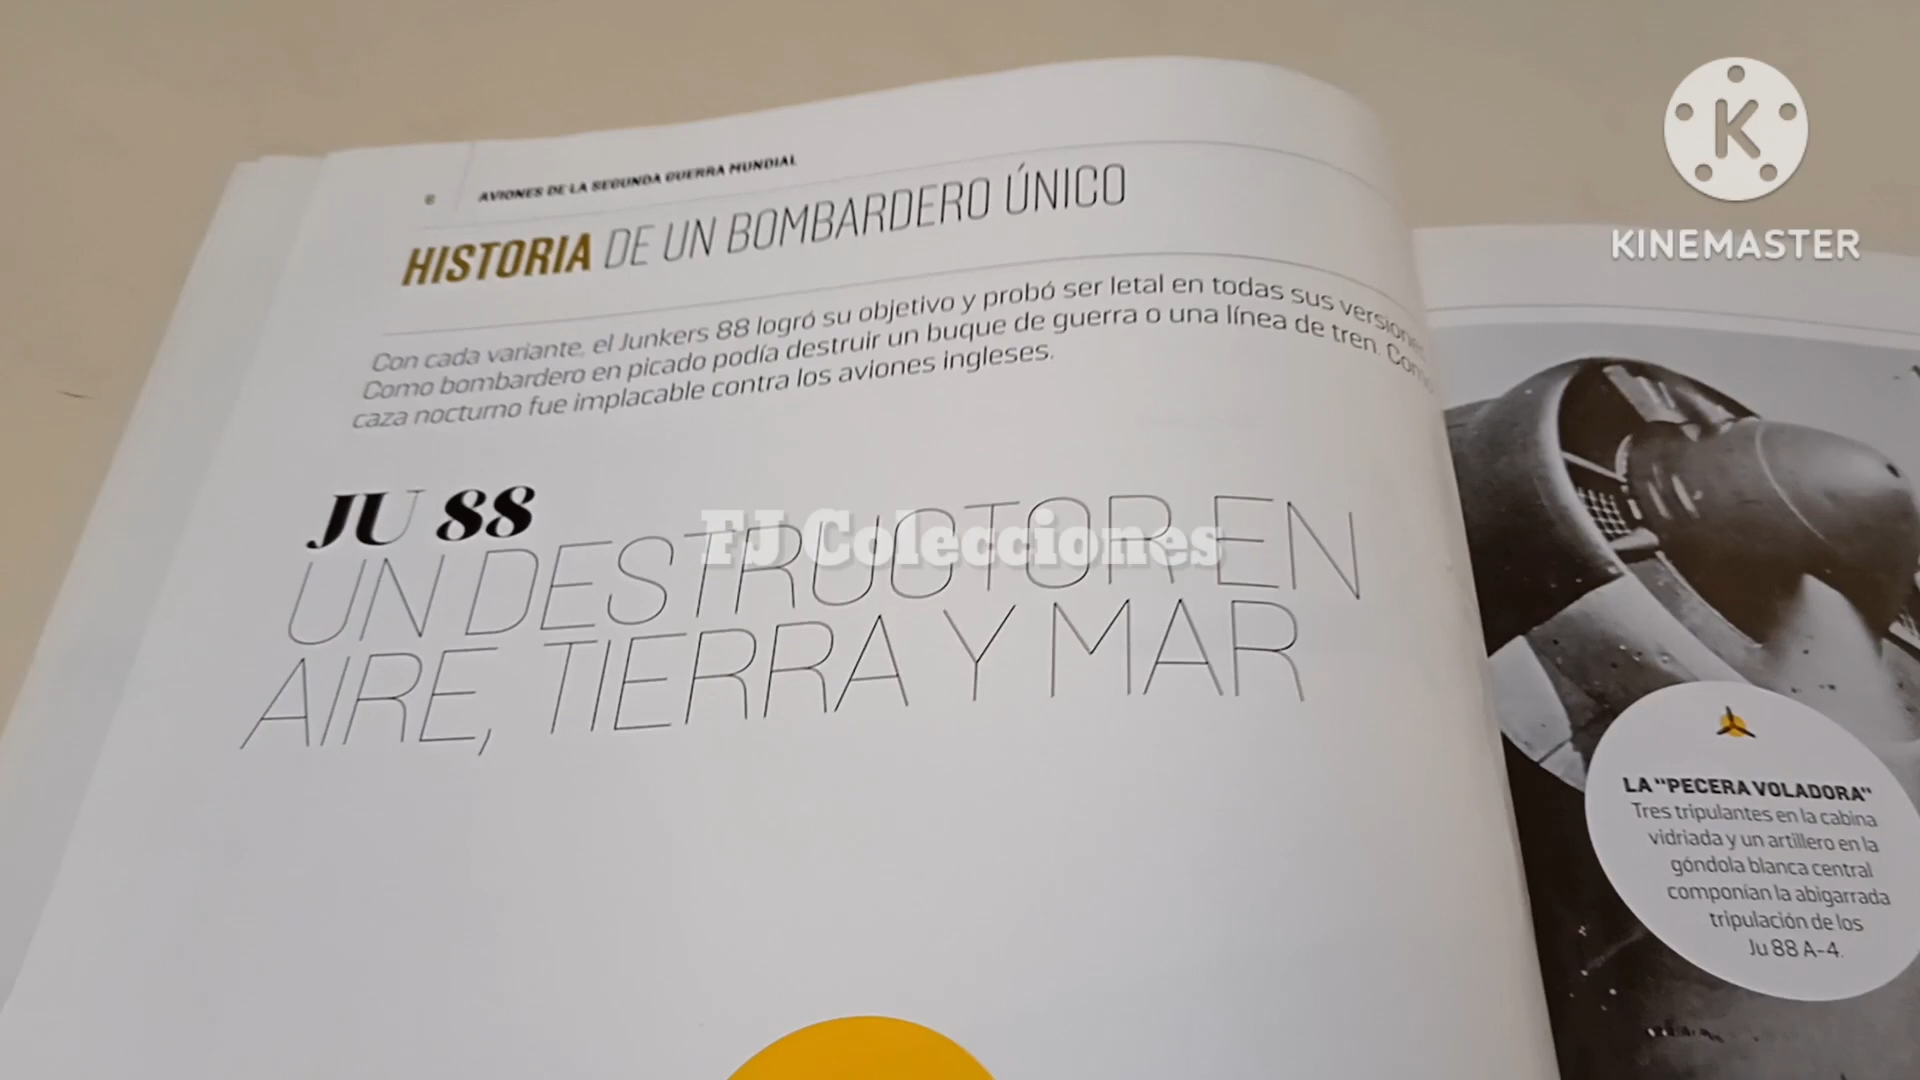 6 AVIONES DE LA SEGUNDA GUERRA MUNDIAL
HISTORIA DE UN BOMBARDERO ÚNICO
Con cada variante, el Junkers 88 logró su objetivo y probó ser letal en todas sus versiones.
Como bombardero en picado podía destruir un buque de guerra o una línea de tren. Como
caza nocturno fue implacable contra los aviones ingleses.
JU 88
UN DESTRUCTOR EN
AIRE, TIERRA Y MAR
FJ Colecciones
K
KINEMASTER
LA "PECERA VOLADORA"
Tres tripulantes en la cabina
vidriada y un artillero en la
góndola blanca central
componían la abigarrada
tripulación de los
Ju 88 A-4.